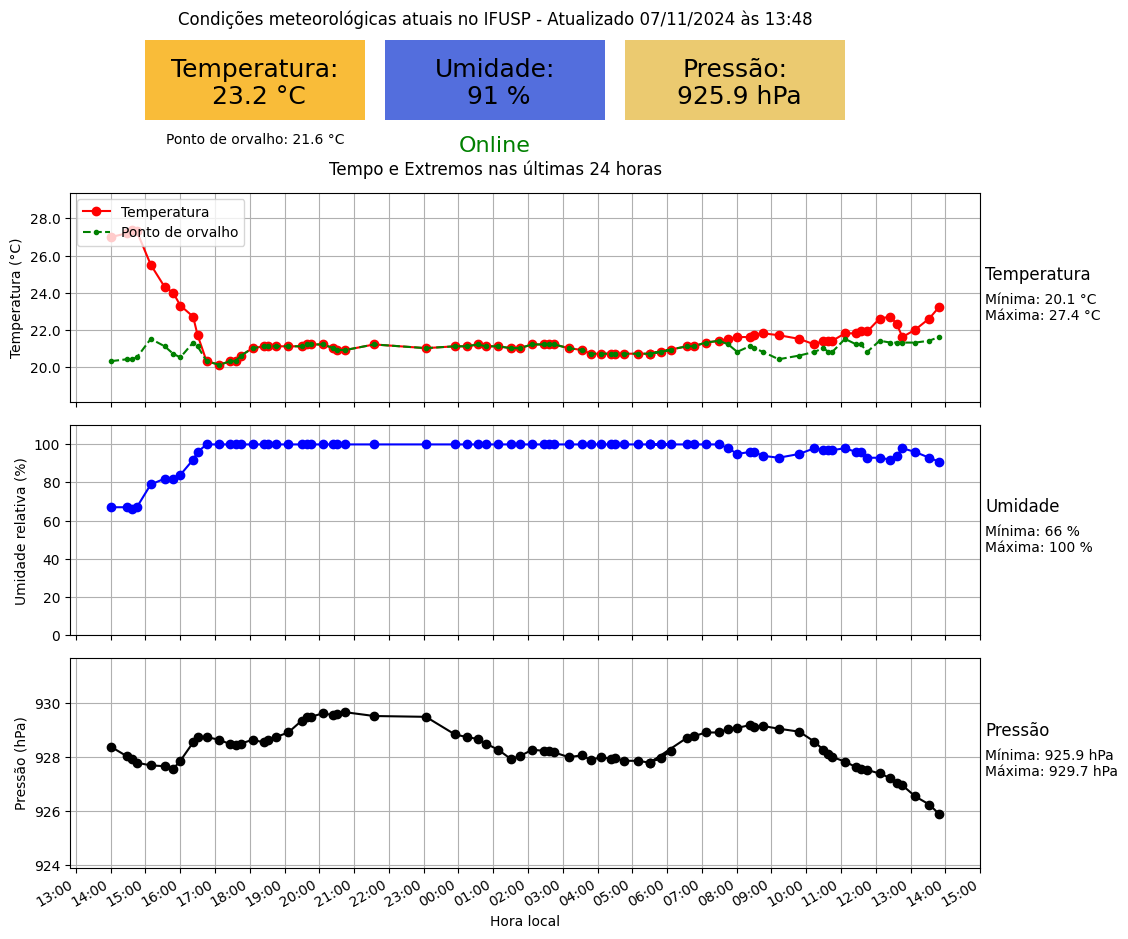 Condições meteorológicas atuais no IFUSP - Atualizado 07/11/2024 às 13:48
Temperatura:
23.2 °C
Umidade:
91 %
Pressão:
925.9 hPa
Ponto de orvalho: 21.6 °C
Online
Tempo e Extremos nas últimas 24 horas
Temperatura
Ponto de orvalho
Temperatura (°C)
28.0
26.0
24.0
22.0
20.0
Temperatura
Mínima: 20.1 °C
Máxima: 27.4 °C
Umidade relativa (%)
100
80
60
40
20
0
Umidade
Mínima: 66 %
Máxima: 100 %
Pressão (hPa)
930
928
926
924
Pressão
Mínima: 925.9 hPa
Máxima: 929.7 hPa
13:00 14:00 15:00 16:00 17:00 18:00 19:00 20:00 21:00 22:00 23:00 00:00 01:00 02:00 03:00 04:00 05:00 06:00 07:00 08:00 09:00 10:00 11:00 12:00 13:00 14:00 15:00
Hora local